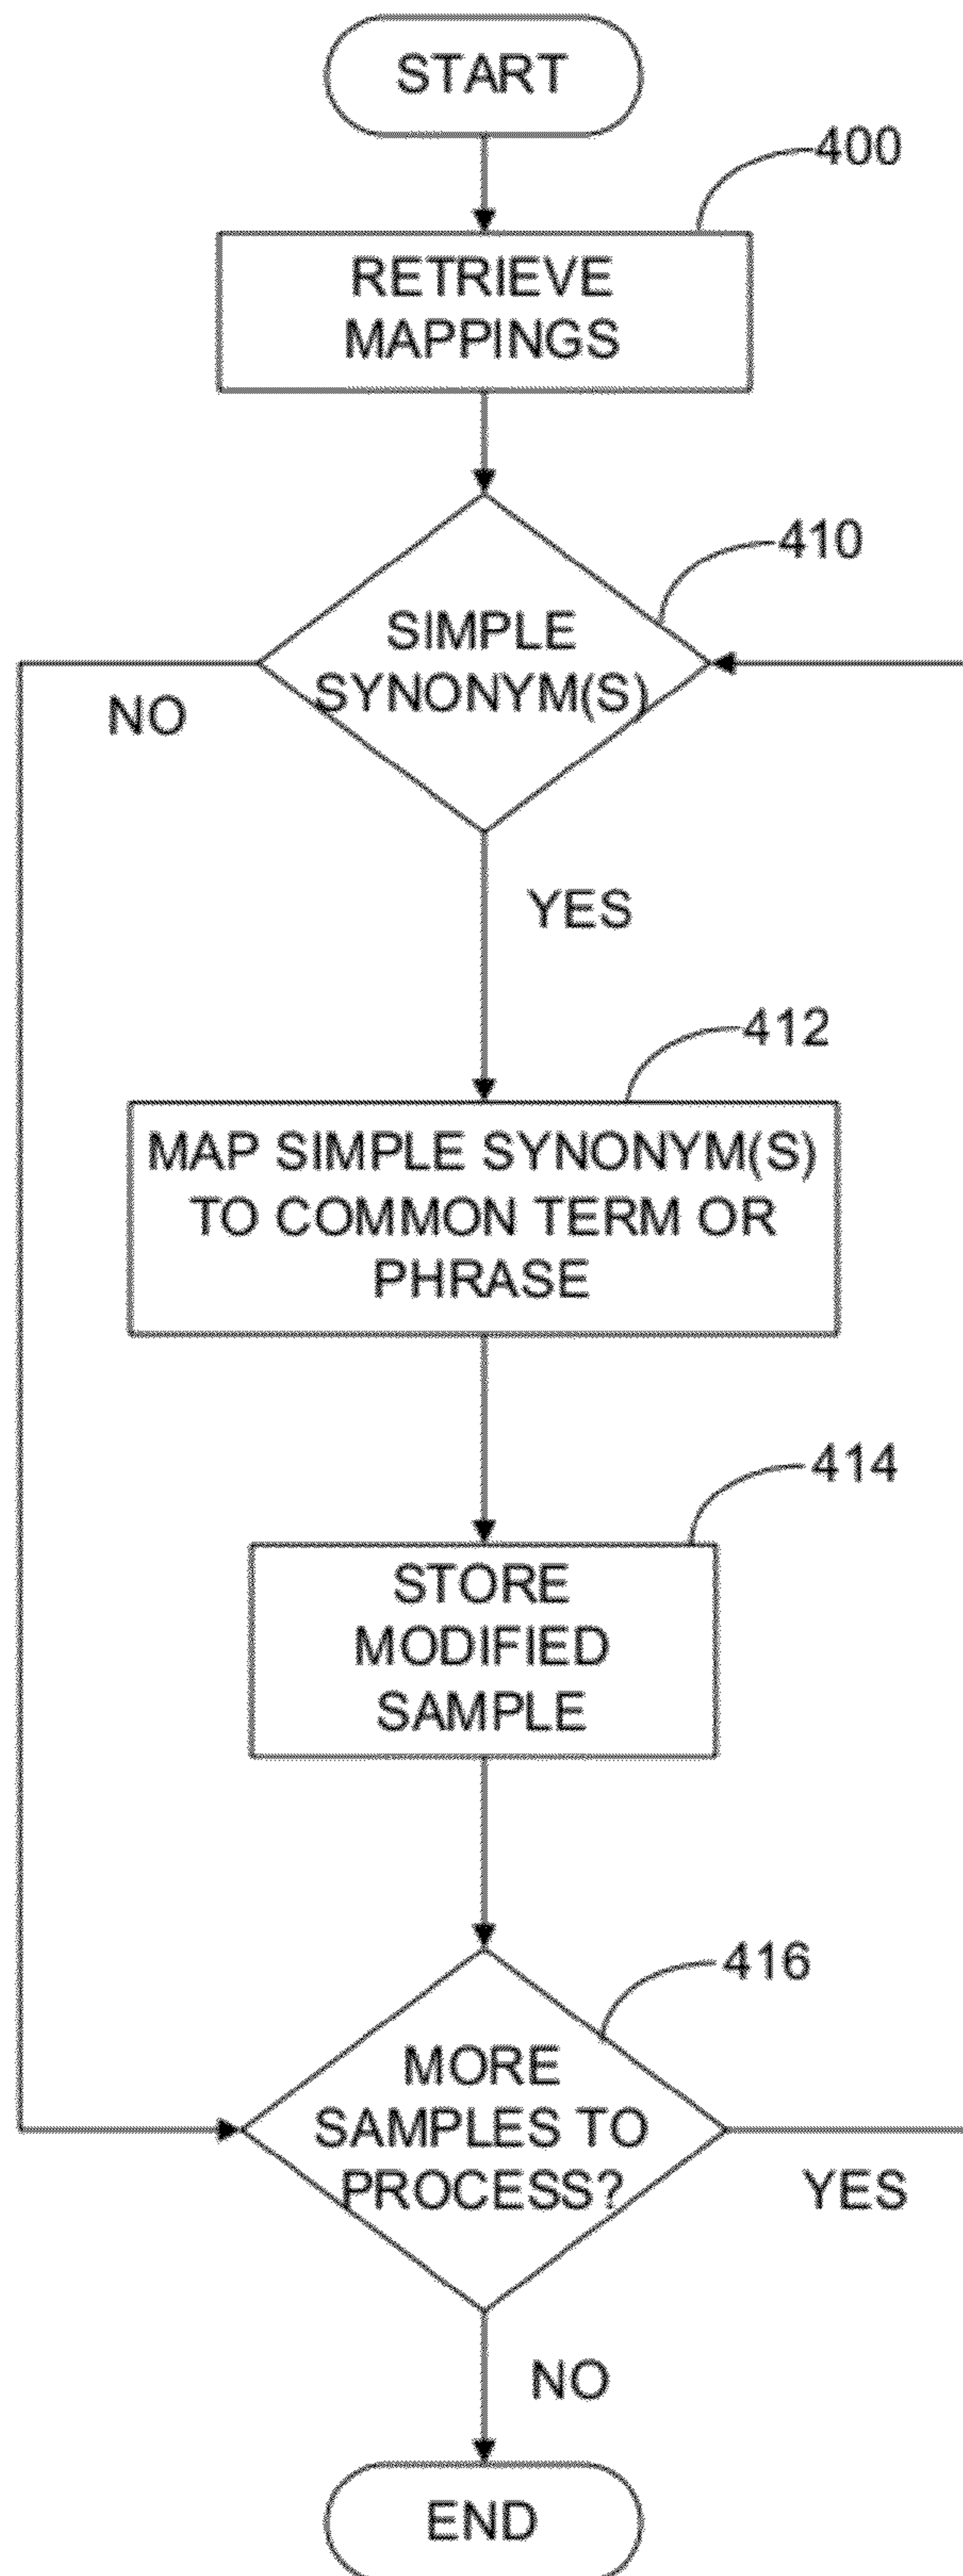 START
400
RETRIEVE
MAPPINGS
410
SIMPLE
SYNONYM(S)
NO
YES
412
MAP SIMPLE SYNONYM(S)
TO COMMON TERM OR
PHRASE
414
STORE
MODIFIED
SAMPLE
416
MORE
SAMPLES TO
PROCESS?
YES
NO
END